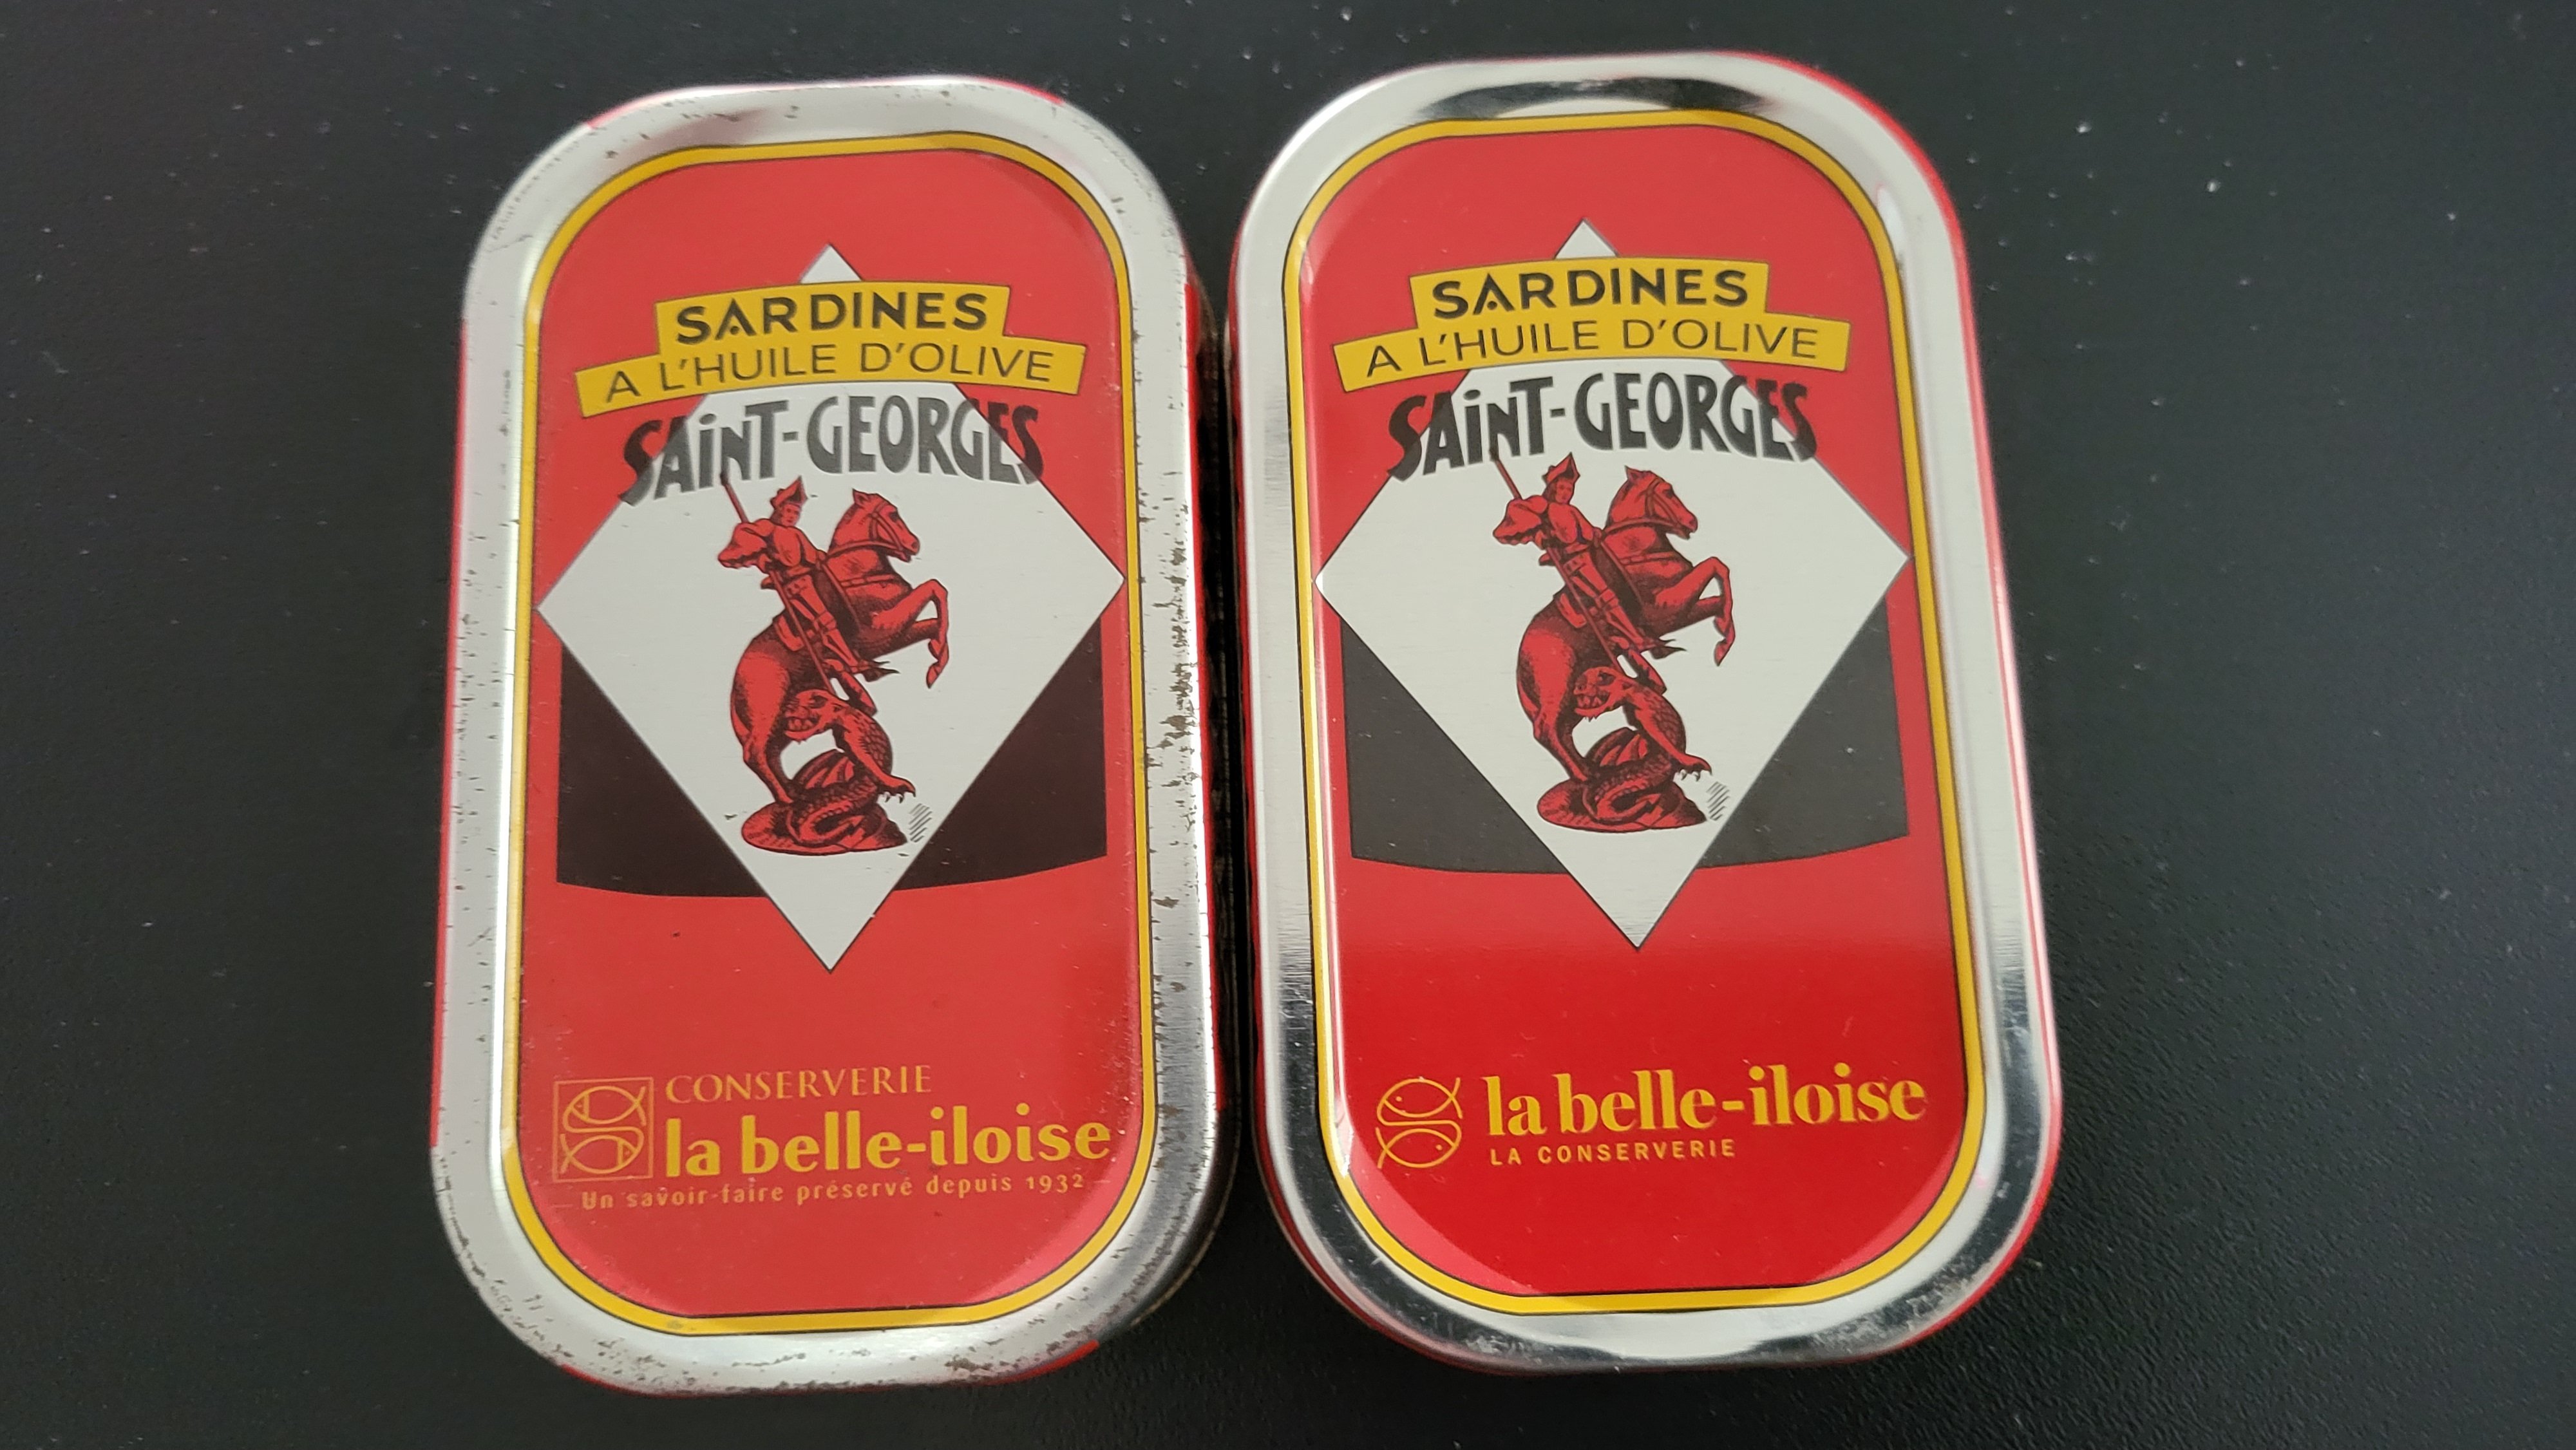 SARDINES
A L'HUILE D'OLIVE
SAiNT-GEORGES
CONSERVERIE
la belle-iloise
Un savoir-faire préservé depuis 1932
SARDINES
A L'HUILE D'OLIVE
SAiNT-GEORGES
la belle-iloise
LA CONSERVERIE